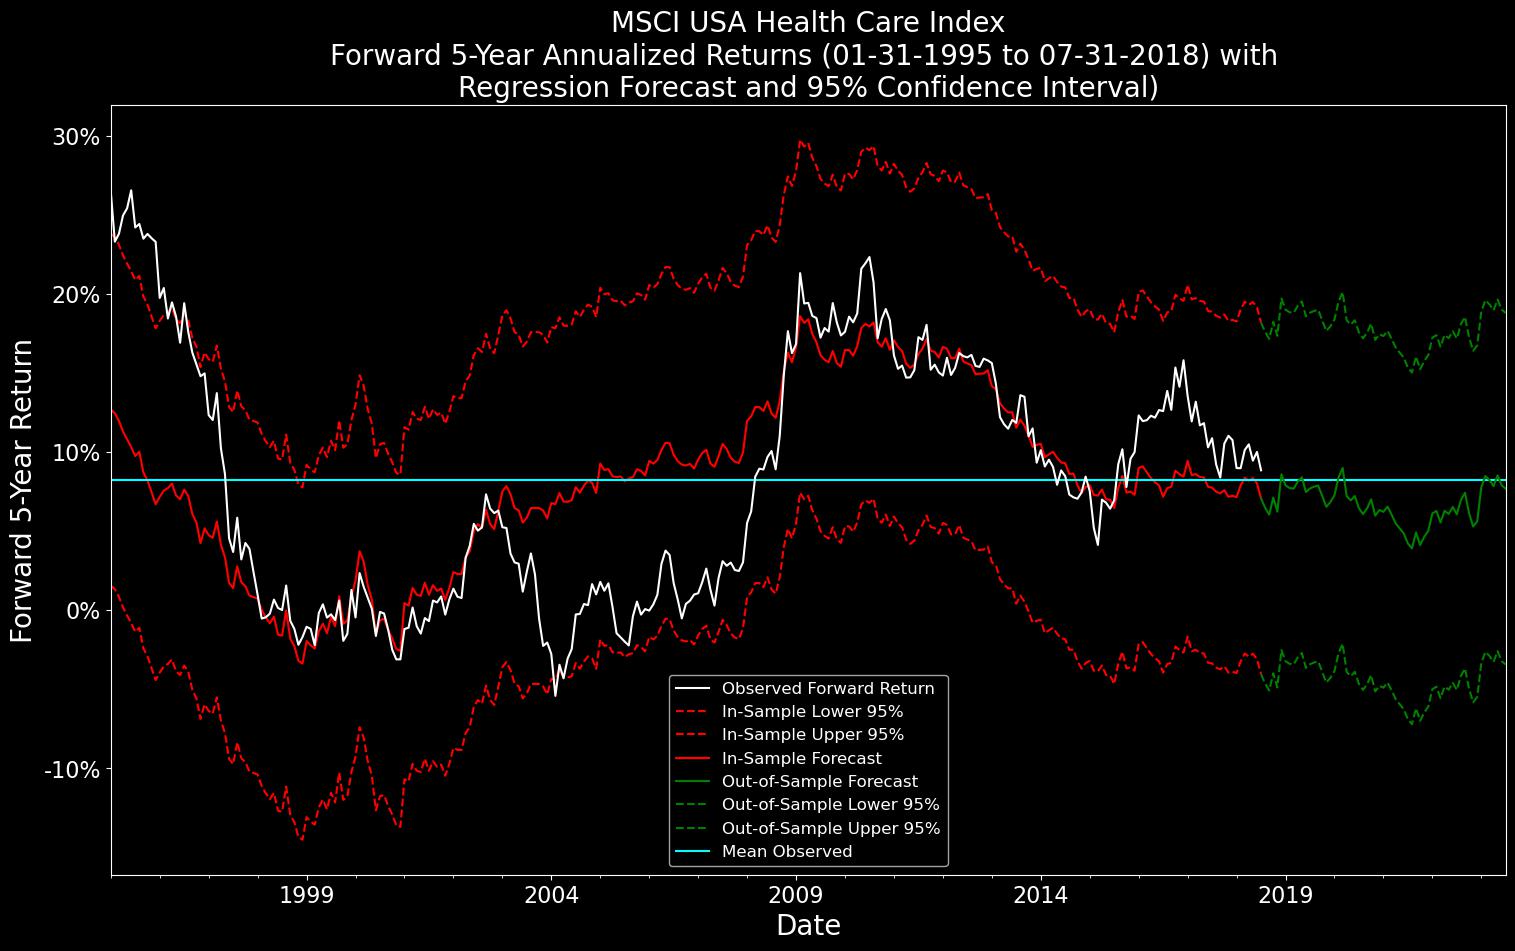 MSCI USA Health Care Index
Forward 5-Year Annualized Returns (01-31-1995 to 07-31-2018) with
Regression Forecast and 95% Confidence Interval)
Forward 5-Year Return
30%
20%
10%
0%
-10%
Observed Forward Return
In-Sample Lower 95%
In-Sample Upper 95%
In-Sample Forecast
Out-of-Sample Forecast
Out-of-Sample Lower 95%
Out-of-Sample Upper 95%
Mean Observed
1999 2004 2009 2014 2019
Date